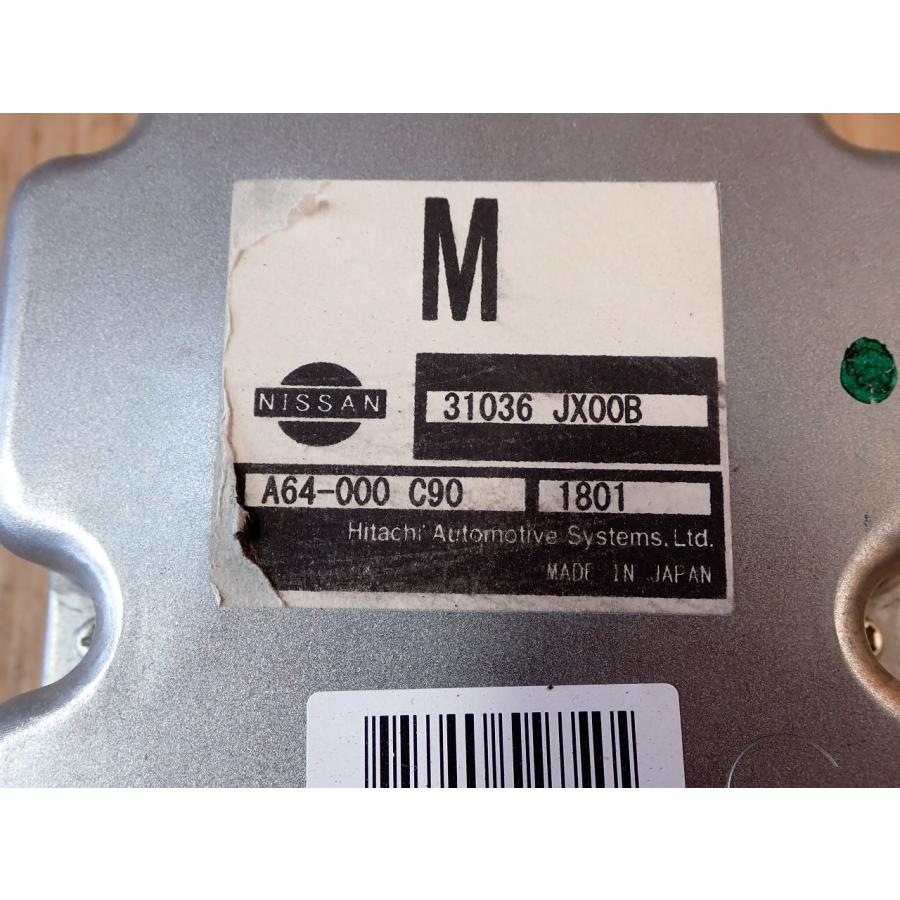 M
NISSAN
31036 JX00B
A64-000 C90
1801
Hitachi Automotive Systems, Ltd.
MADE IN JAPAN